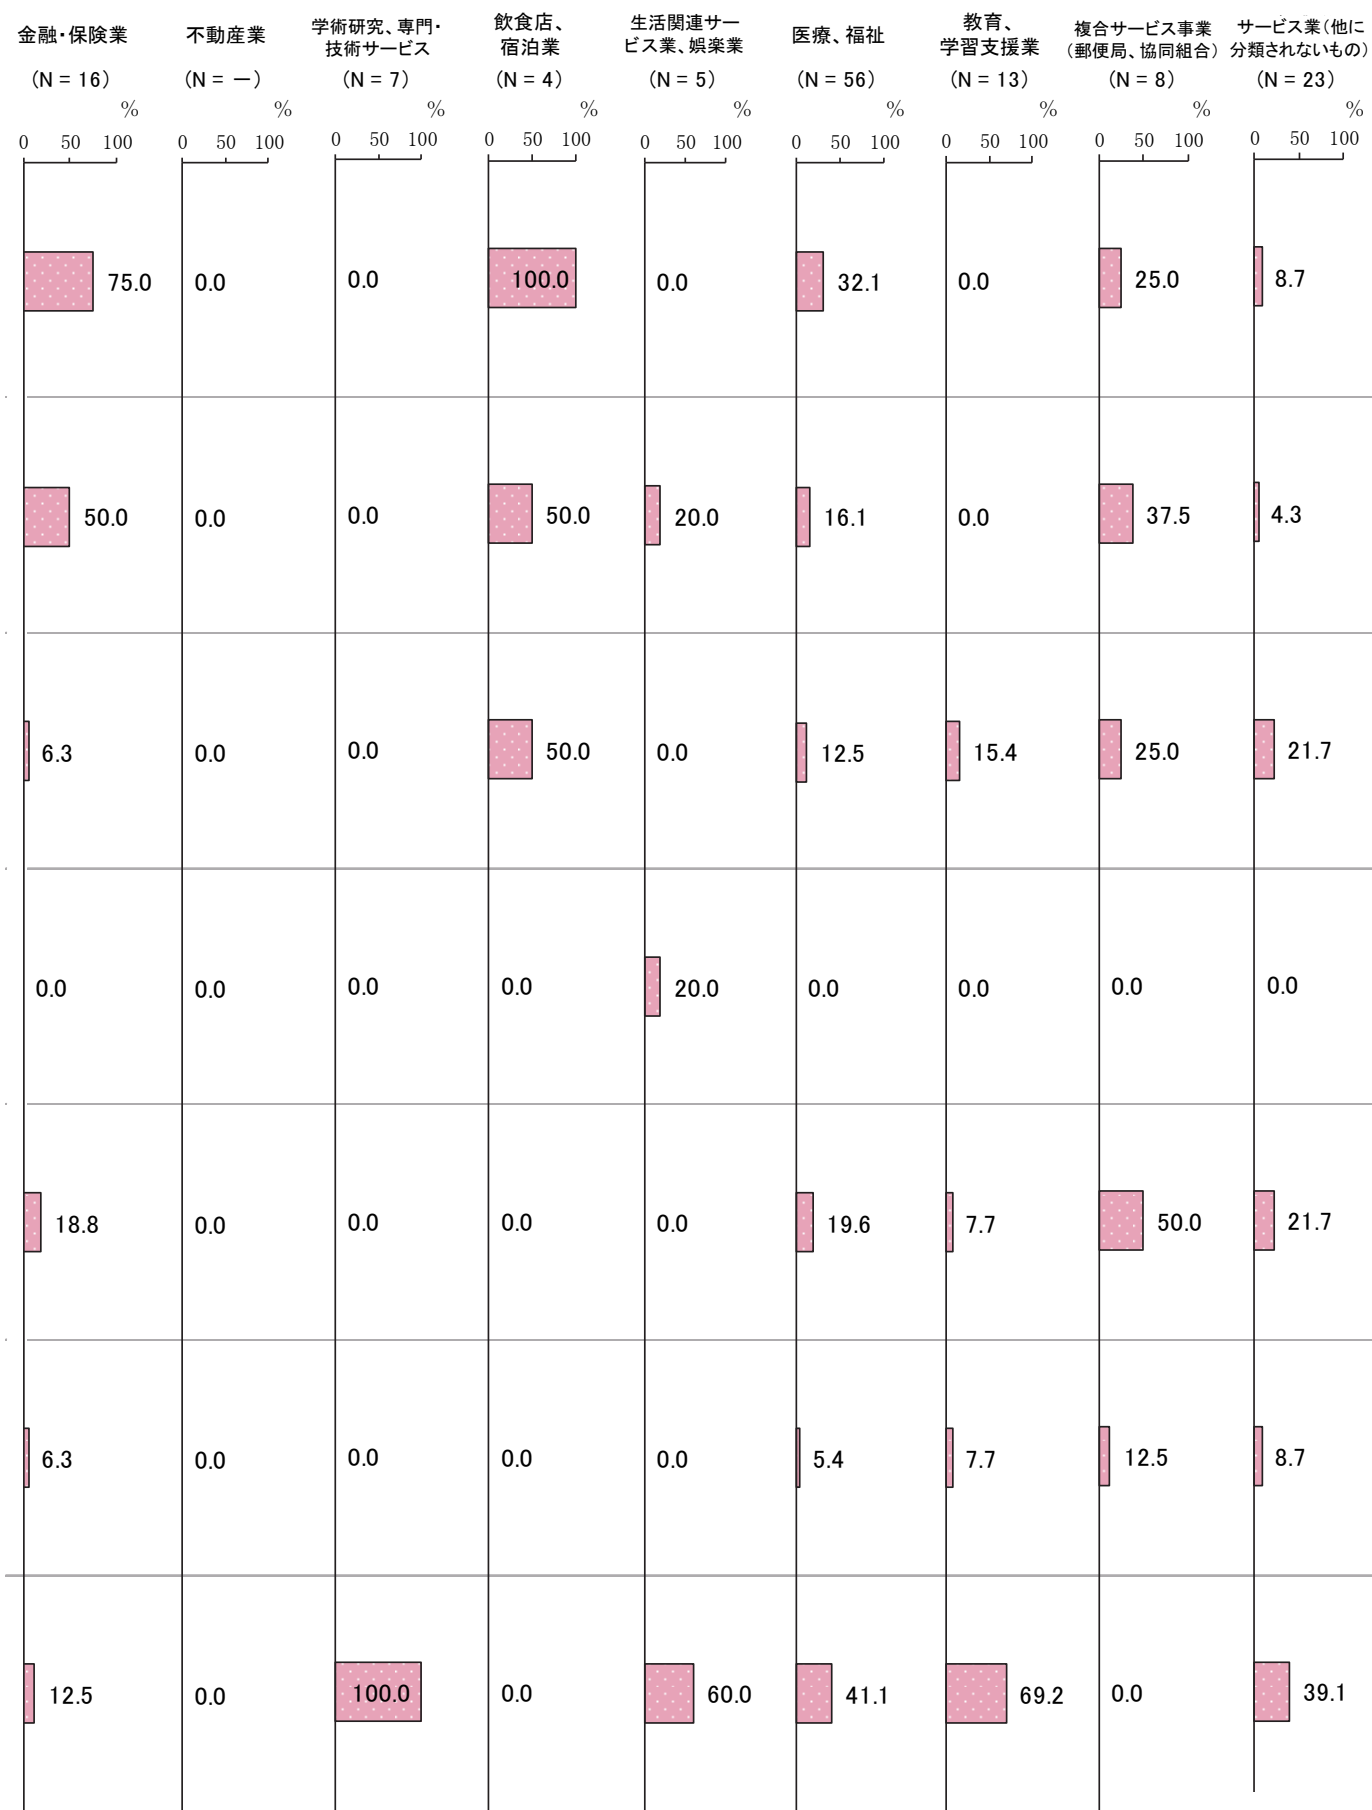 金融・保険業
(N = 16)
不動産業
(N = －)
学術研究、専門・
技術サービス
(N = 7)
飲食店、
宿泊業
(N = 4)
生活関連サー
ビス業、娯楽業
(N = 5)
医療、福祉
(N = 56)
教育、
学習支援業
(N = 13)
複合サービス事業
(郵便局、協同組合)
(N = 8)
サービス業(他に
分類されないもの)
(N = 23)
% % % % % % % % %
0 50 100 0 50 100 0 50 100 0 50 100 0 50 100 0 50 100 0 50 100 0 50 100 0 50 100
75.0 0.0 0.0 100.0 0.0 32.1 0.0 25.0 8.7
50.0 0.0 0.0 50.0 20.0 16.1 0.0 37.5 4.3
6.3 0.0 0.0 50.0 0.0 12.5 15.4 25.0 21.7
0.0 0.0 0.0 0.0 20.0 0.0 0.0 0.0 0.0
18.8 0.0 0.0 0.0 0.0 19.6 7.7 50.0 21.7
6.3 0.0 0.0 0.0 0.0 5.4 7.7 12.5 8.7
12.5 0.0 100.0 0.0 60.0 41.1 69.2 0.0 39.1